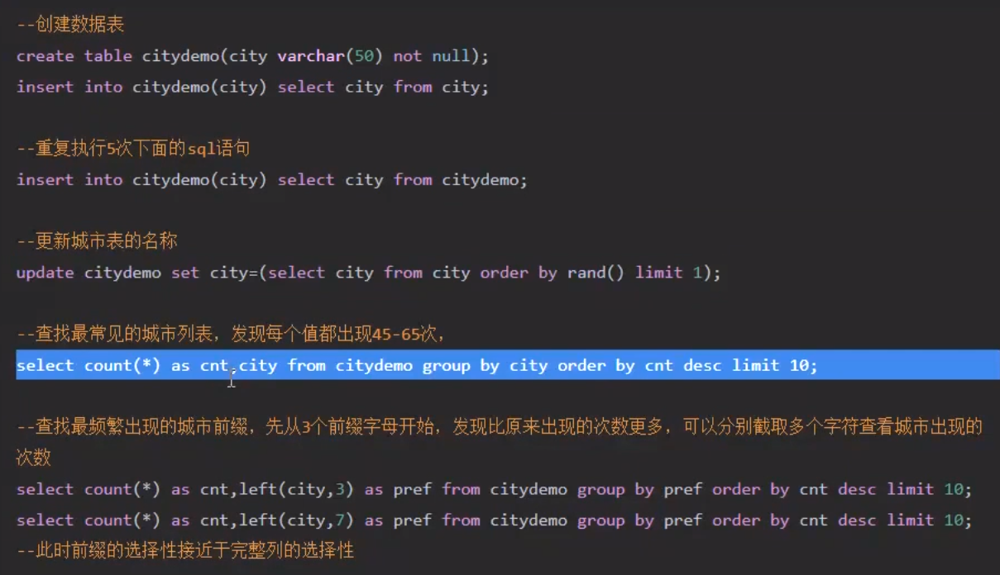 --创建数据表
create table citydemo(city varchar(50) not null);
insert into citydemo(city) select city from city;
--重复执行5次下面的sql语句
insert into citydemo(city) select city from citydemo;
--更新城市表的名称
update citydemo set city=(select city from city order by rand() limit 1);
--查找最常见的城市列表，发现每个值都出现45-65次，
select count(*) as cnt,city from citydemo group by city order by cnt desc limit 10;
--查找最频繁出现的城市前缀，先从3个前缀字母开始，发现比原来出现的次数更多，可以分别截取多个字符查看城市出现的
次数
select count(*) as cnt,left(city,3) as pref from citydemo group by pref order by cnt desc limit 10;
select count(*) as cnt,left(city,7) as pref from citydemo group by pref order by cnt desc limit 10;
--此时前缀的选择性接近于完整列的选择性